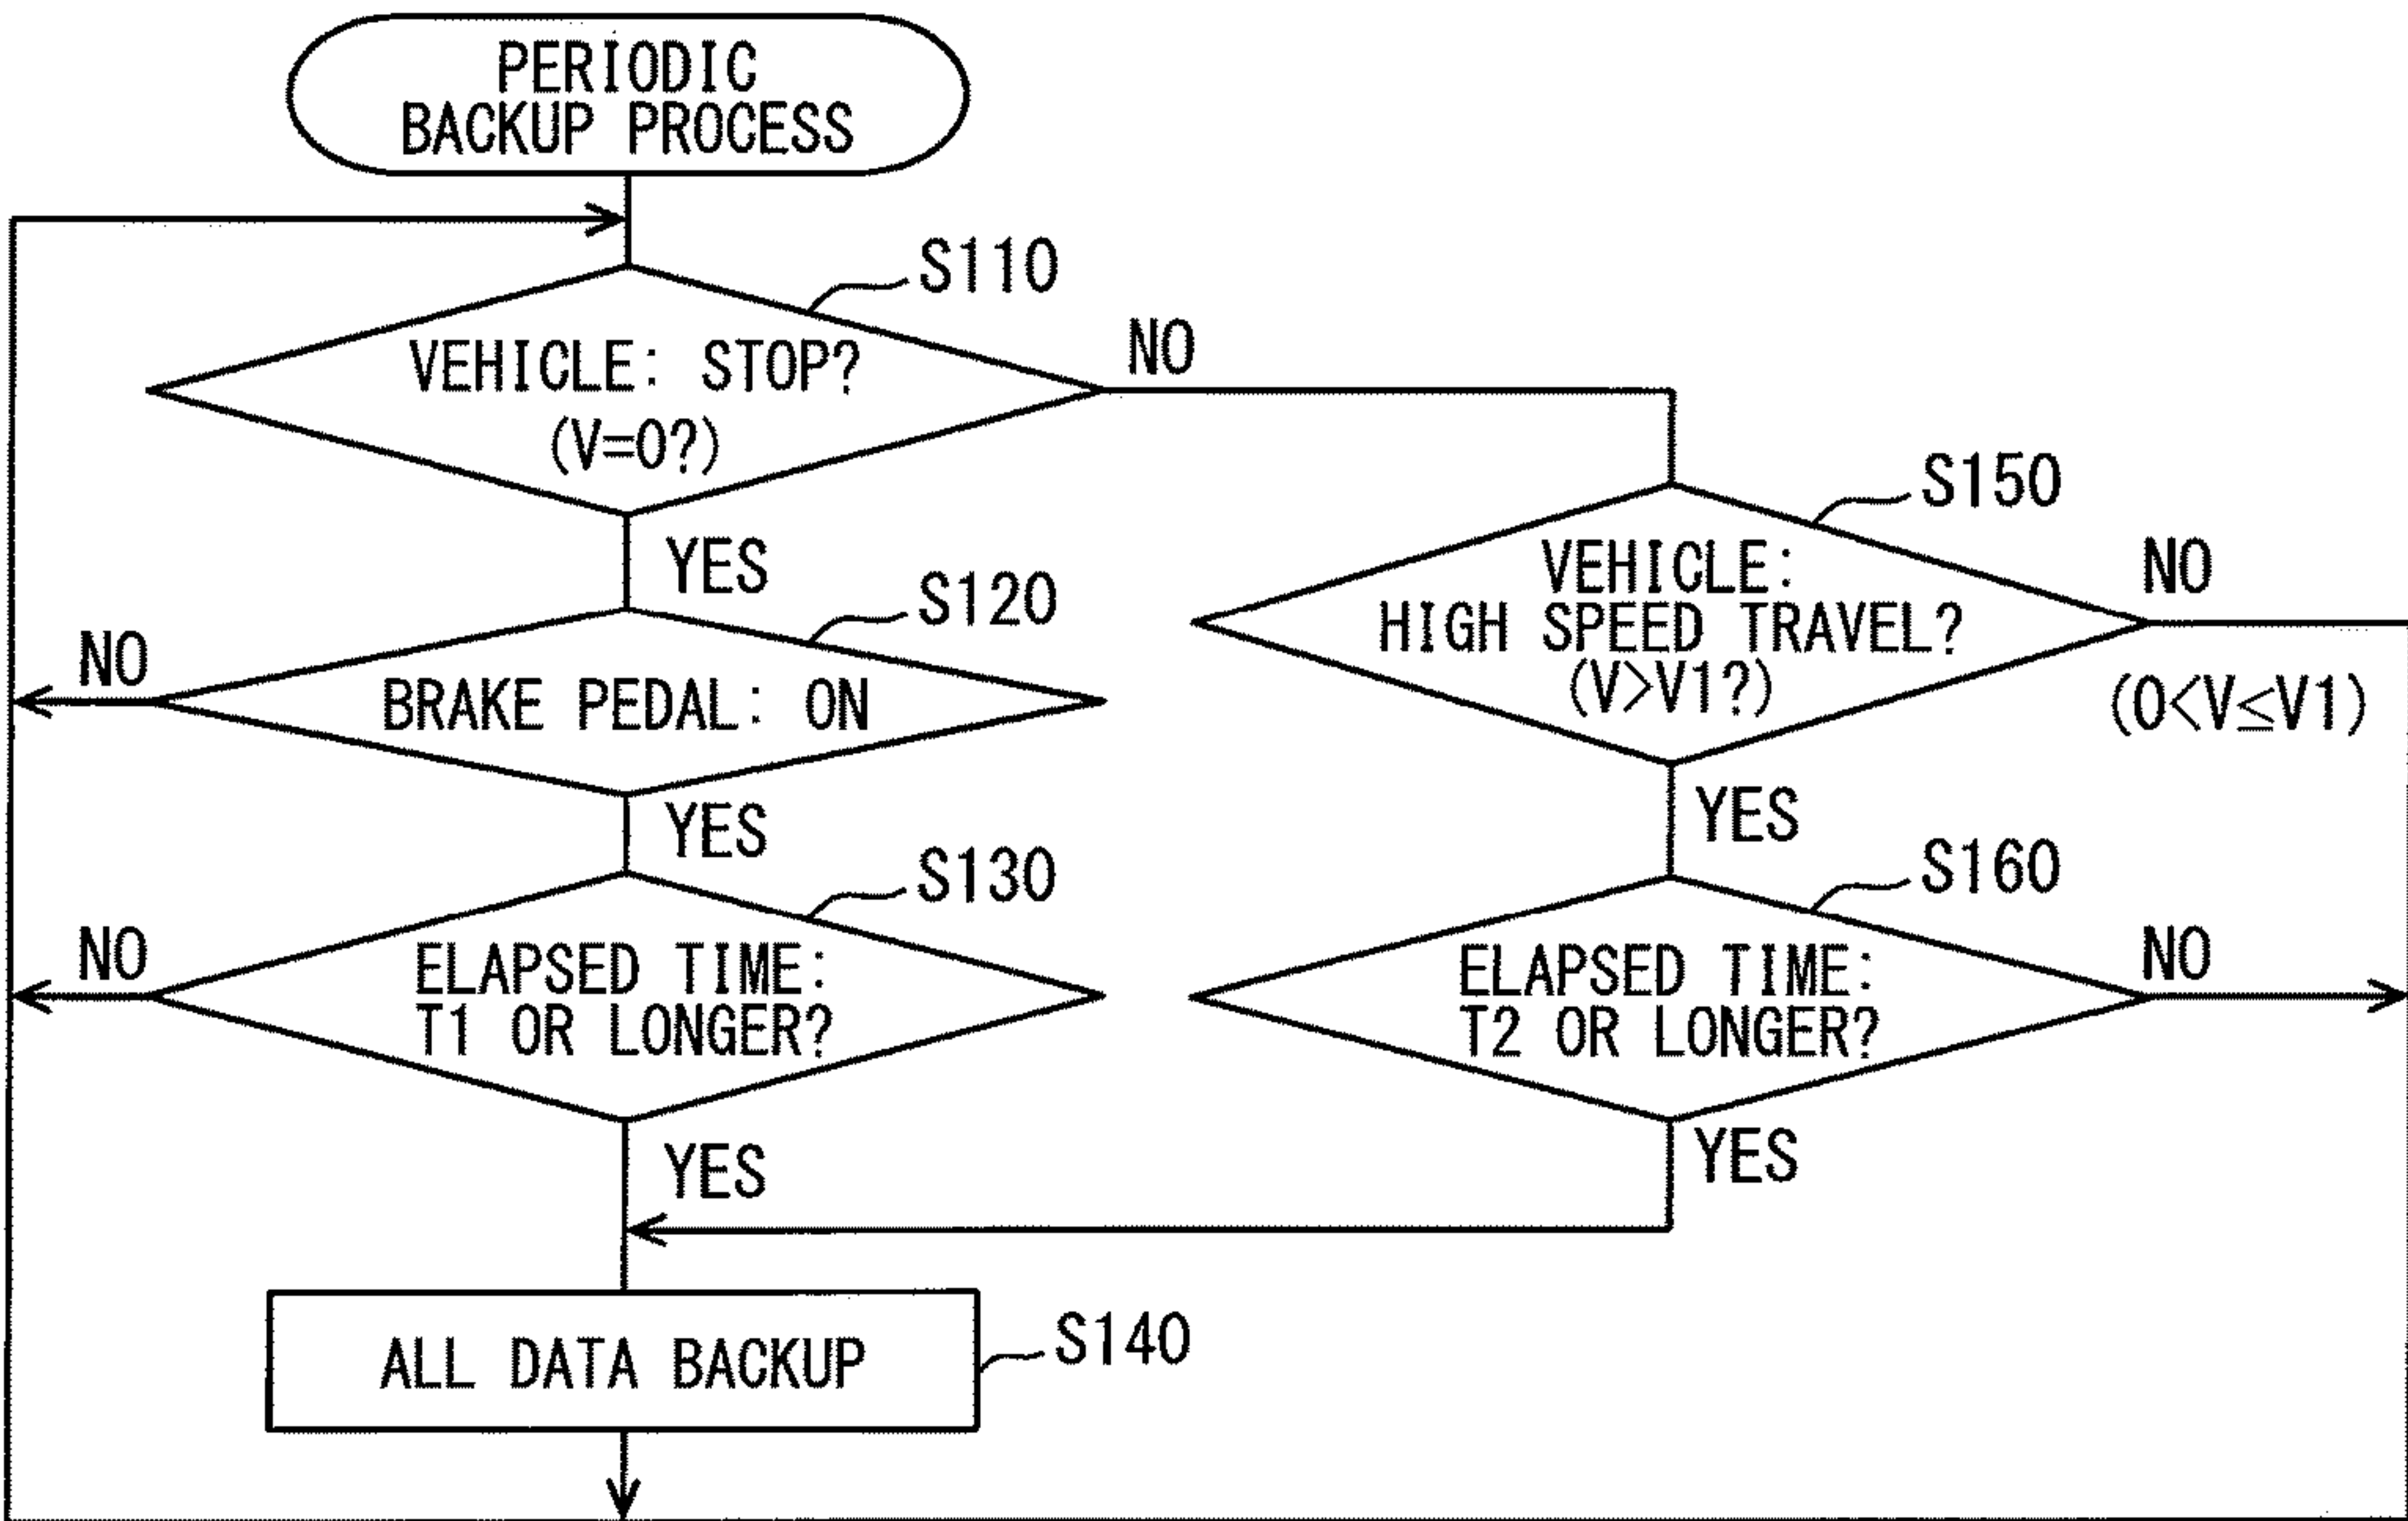 PERIODIC
BACKUP PROCESS
S110
VEHICLE: STOP?
(V=0?)
NO
YES
S120
BRAKE PEDAL: ON
NO
YES
S130
ELAPSED TIME:
T1 OR LONGER?
NO
YES
S150
VEHICLE:
HIGH SPEED TRAVEL?
(V>V1?)
NO
(0<V≤V1)
YES
S160
ELAPSED TIME:
T2 OR LONGER?
NO
YES
ALL DATA BACKUP
S140